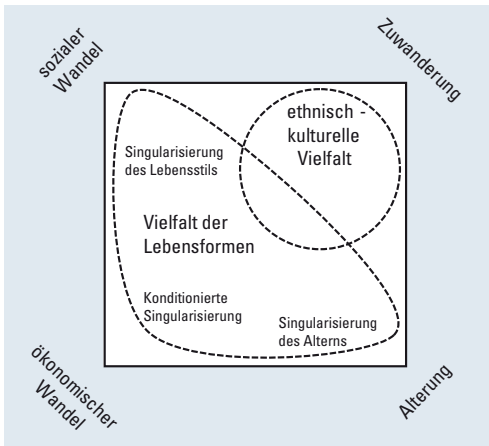 sozialer
Wandel
Zuwanderung
ethnisch -
kulturelle
Vielfalt
Singularisierung
des Lebensstils
Vielfalt der
Lebensformen
Konditionierte
Singularisierung
Singularisierung
des Alterns
ökonomischer
Wandel
Alterung